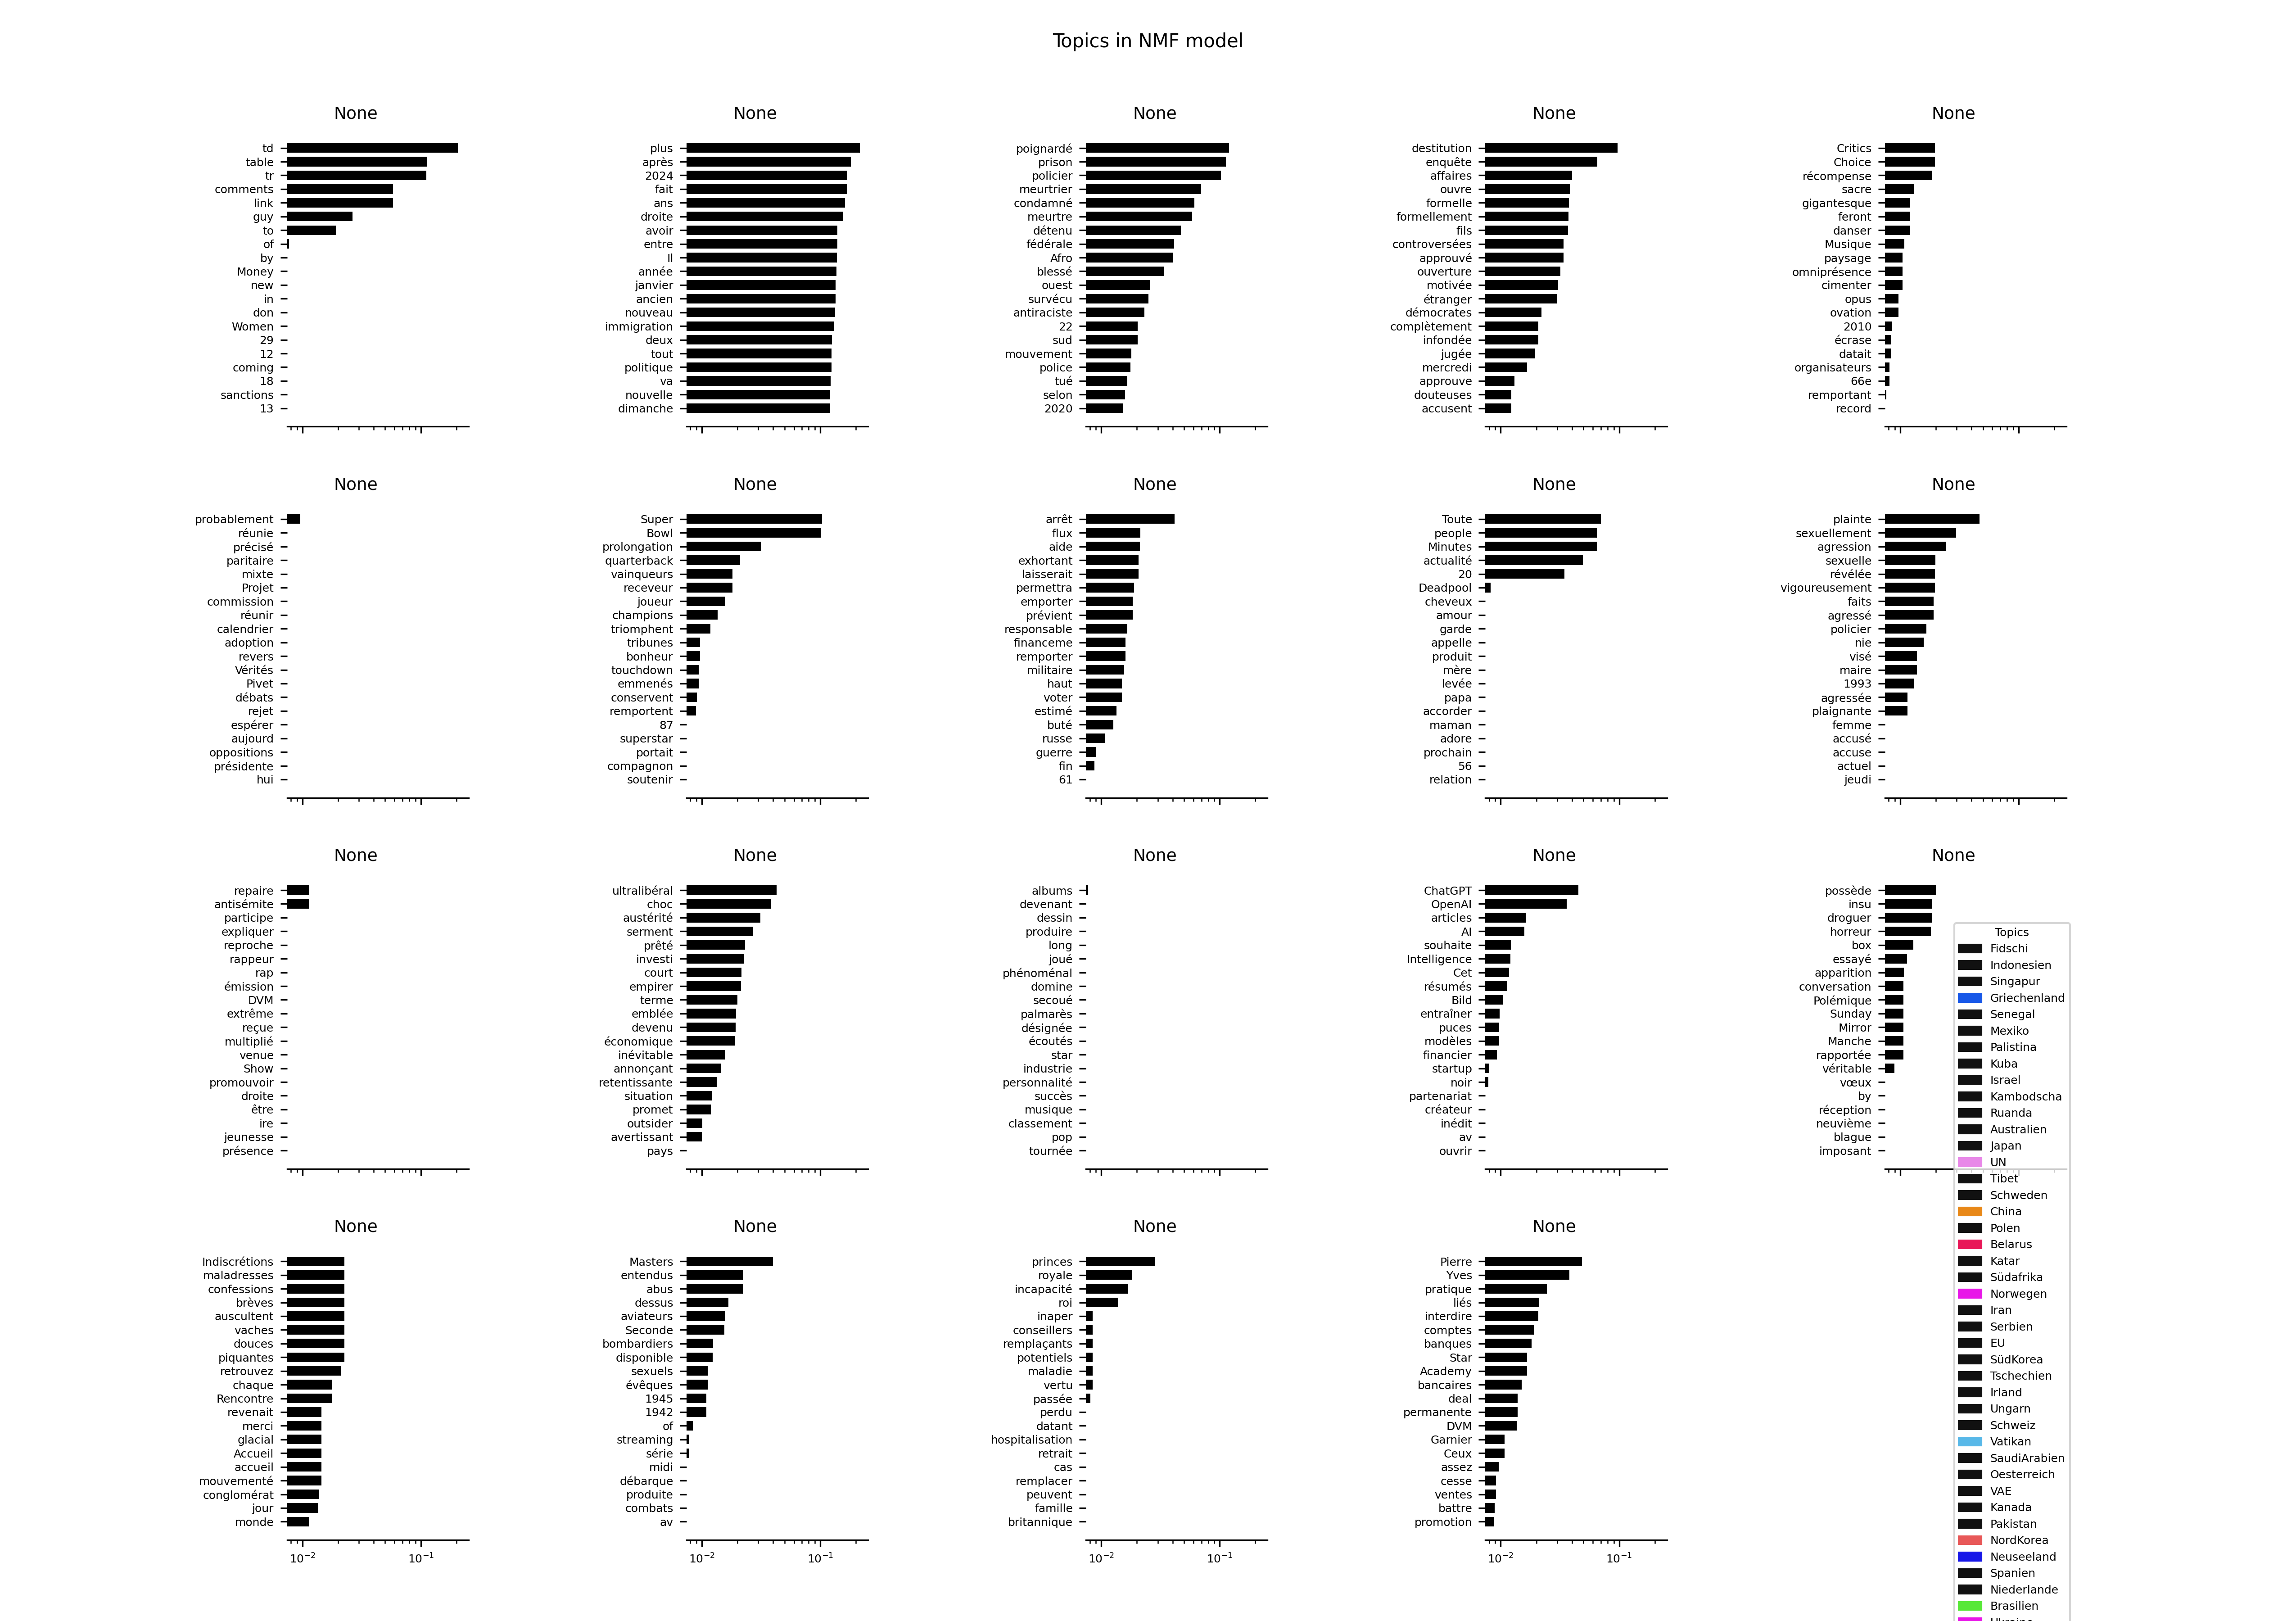 Topics in NMF model
None
td
table
tr
comments
link
guy
to
of
by
Money
new
in
don
Women
29
12
coming
18
sanctions
13
None
plus
après
2024
fait
ans
droite
avoir
entre
Il
année
janvier
ancien
nouveau
immigration
deux
tout
politique
va
nouvelle
dimanche
None
poignardé
prison
policier
meurtrier
condamné
meurtre
détenu
fédérale
Afro
blessé
ouest
survécu
antiraciste
22
sud
mouvement
police
tué
selon
2020
None
destitution
enquête
affaires
ouvre
formelle
formellement
fils
controversées
approuvé
ouverture
motivée
étranger
démocrates
complètement
infondée
jugée
mercredi
approuve
douteuses
accusent
None
Critics
Choice
récompense
sacre
gigantesque
feront
danser
Musique
paysage
omniprésence
cimenter
opus
ovation
2010
écrase
datait
organisateurs
66e
remportant
record
None
probablement
réunie
précisé
paritaire
mixte
Projet
commission
réunir
calendrier
adoption
revers
Vérités
Pivet
débats
rejet
espérer
aujourd
oppositions
présidente
hui
None
Super
Bowl
prolongation
quarterback
vainqueurs
receveur
joueur
champions
triomphent
tribunes
bonheur
touchdown
emmenés
conservent
remportent
87
superstar
portait
compagnon
soutenir
None
arrêt
flux
aide
exhortant
laisserait
permettra
emporter
prévient
responsable
financeme
remporter
militaire
haut
voter
estimé
buté
russe
guerre
fin
61
None
Toute
people
Minutes
actualité
20
Deadpool
cheveux
amour
garde
appelle
produit
mère
levée
papa
accorder
maman
adore
prochain
56
relation
None
plainte
sexuellement
agression
sexuelle
révélée
vigoureusement
faits
agressé
policier
nie
visé
maire
1993
agressée
plaignante
femme
accusé
accuse
actuel
jeudi
None
repaire
antisémite
participe
expliquer
reproche
rappeur
rap
émission
DVM
extrême
reçue
multiplié
venue
Show
promouvoir
droite
être
ire
jeunesse
présence
None
ultralibéral
choc
austérité
serment
prêté
investi
court
empirer
terme
emblée
devenu
économique
inévitable
annonçant
retentissante
situation
promet
outsider
avertissant
pays
None
albums
devenant
dessin
produire
long
joué
phénoménal
domine
secoué
palmarès
désignée
écoutés
star
industrie
personnalité
succès
musique
classement
pop
tournée
None
ChatGPT
OpenAI
articles
AI
souhaite
Intelligence
Cet
résumés
Bild
entraîner
puces
modèles
financier
startup
noir
partenariat
créateur
inédit
av
ouvrir
None
possède
insu
droguer
horreur
box
essayé
apparition
conversation
Polémique
Sunday
Mirror
Manche
rapportée
véritable
vœux
by
réception
neuvième
blague
imposant
None
Indiscrétions
maladresses
confessions
brèves
auscultent
vaches
douces
piquantes
retrouvez
chaque
Rencontre
revenait
merci
glacial
Accueil
accueil
mouvementé
conglomérat
jour
monde
10⁻² 10⁻¹
None
Masters
entendus
abus
dessus
aviateurs
Seconde
bombardiers
disponible
sexuels
évêques
1945
1942
of
streaming
série
midi
débarque
produite
combats
av
10⁻² 10⁻¹
None
princes
royale
incapacité
roi
inaper
conseillers
remplaçants
potentiels
maladie
vertu
passée
perdu
datant
hospitalisation
retrait
cas
remplacer
peuvent
famille
britannique
10⁻² 10⁻¹
None
Pierre
Yves
pratique
liés
interdire
comptes
banques
Star
Academy
bancaires
deal
permanente
DVM
Garnier
Ceux
assez
cesse
ventes
battre
promotion
10⁻² 10⁻¹
Topics
Fidschi
Indonesien
Singapur
Griechenland
Senegal
Mexiko
Palistina
Kuba
Israel
Kambodscha
Ruanda
Australien
Japan
UN
Tibet
Schweden
China
Polen
Belarus
Katar
Südafrika
Norwegen
Iran
Serbien
EU
SüdKorea
Tschechien
Irland
Ungarn
Schweiz
Vatikan
SaudiArabien
Oesterreich
VAE
Kanada
Pakistan
NordKorea
Neuseeland
Spanien
Niederlande
Brasilien